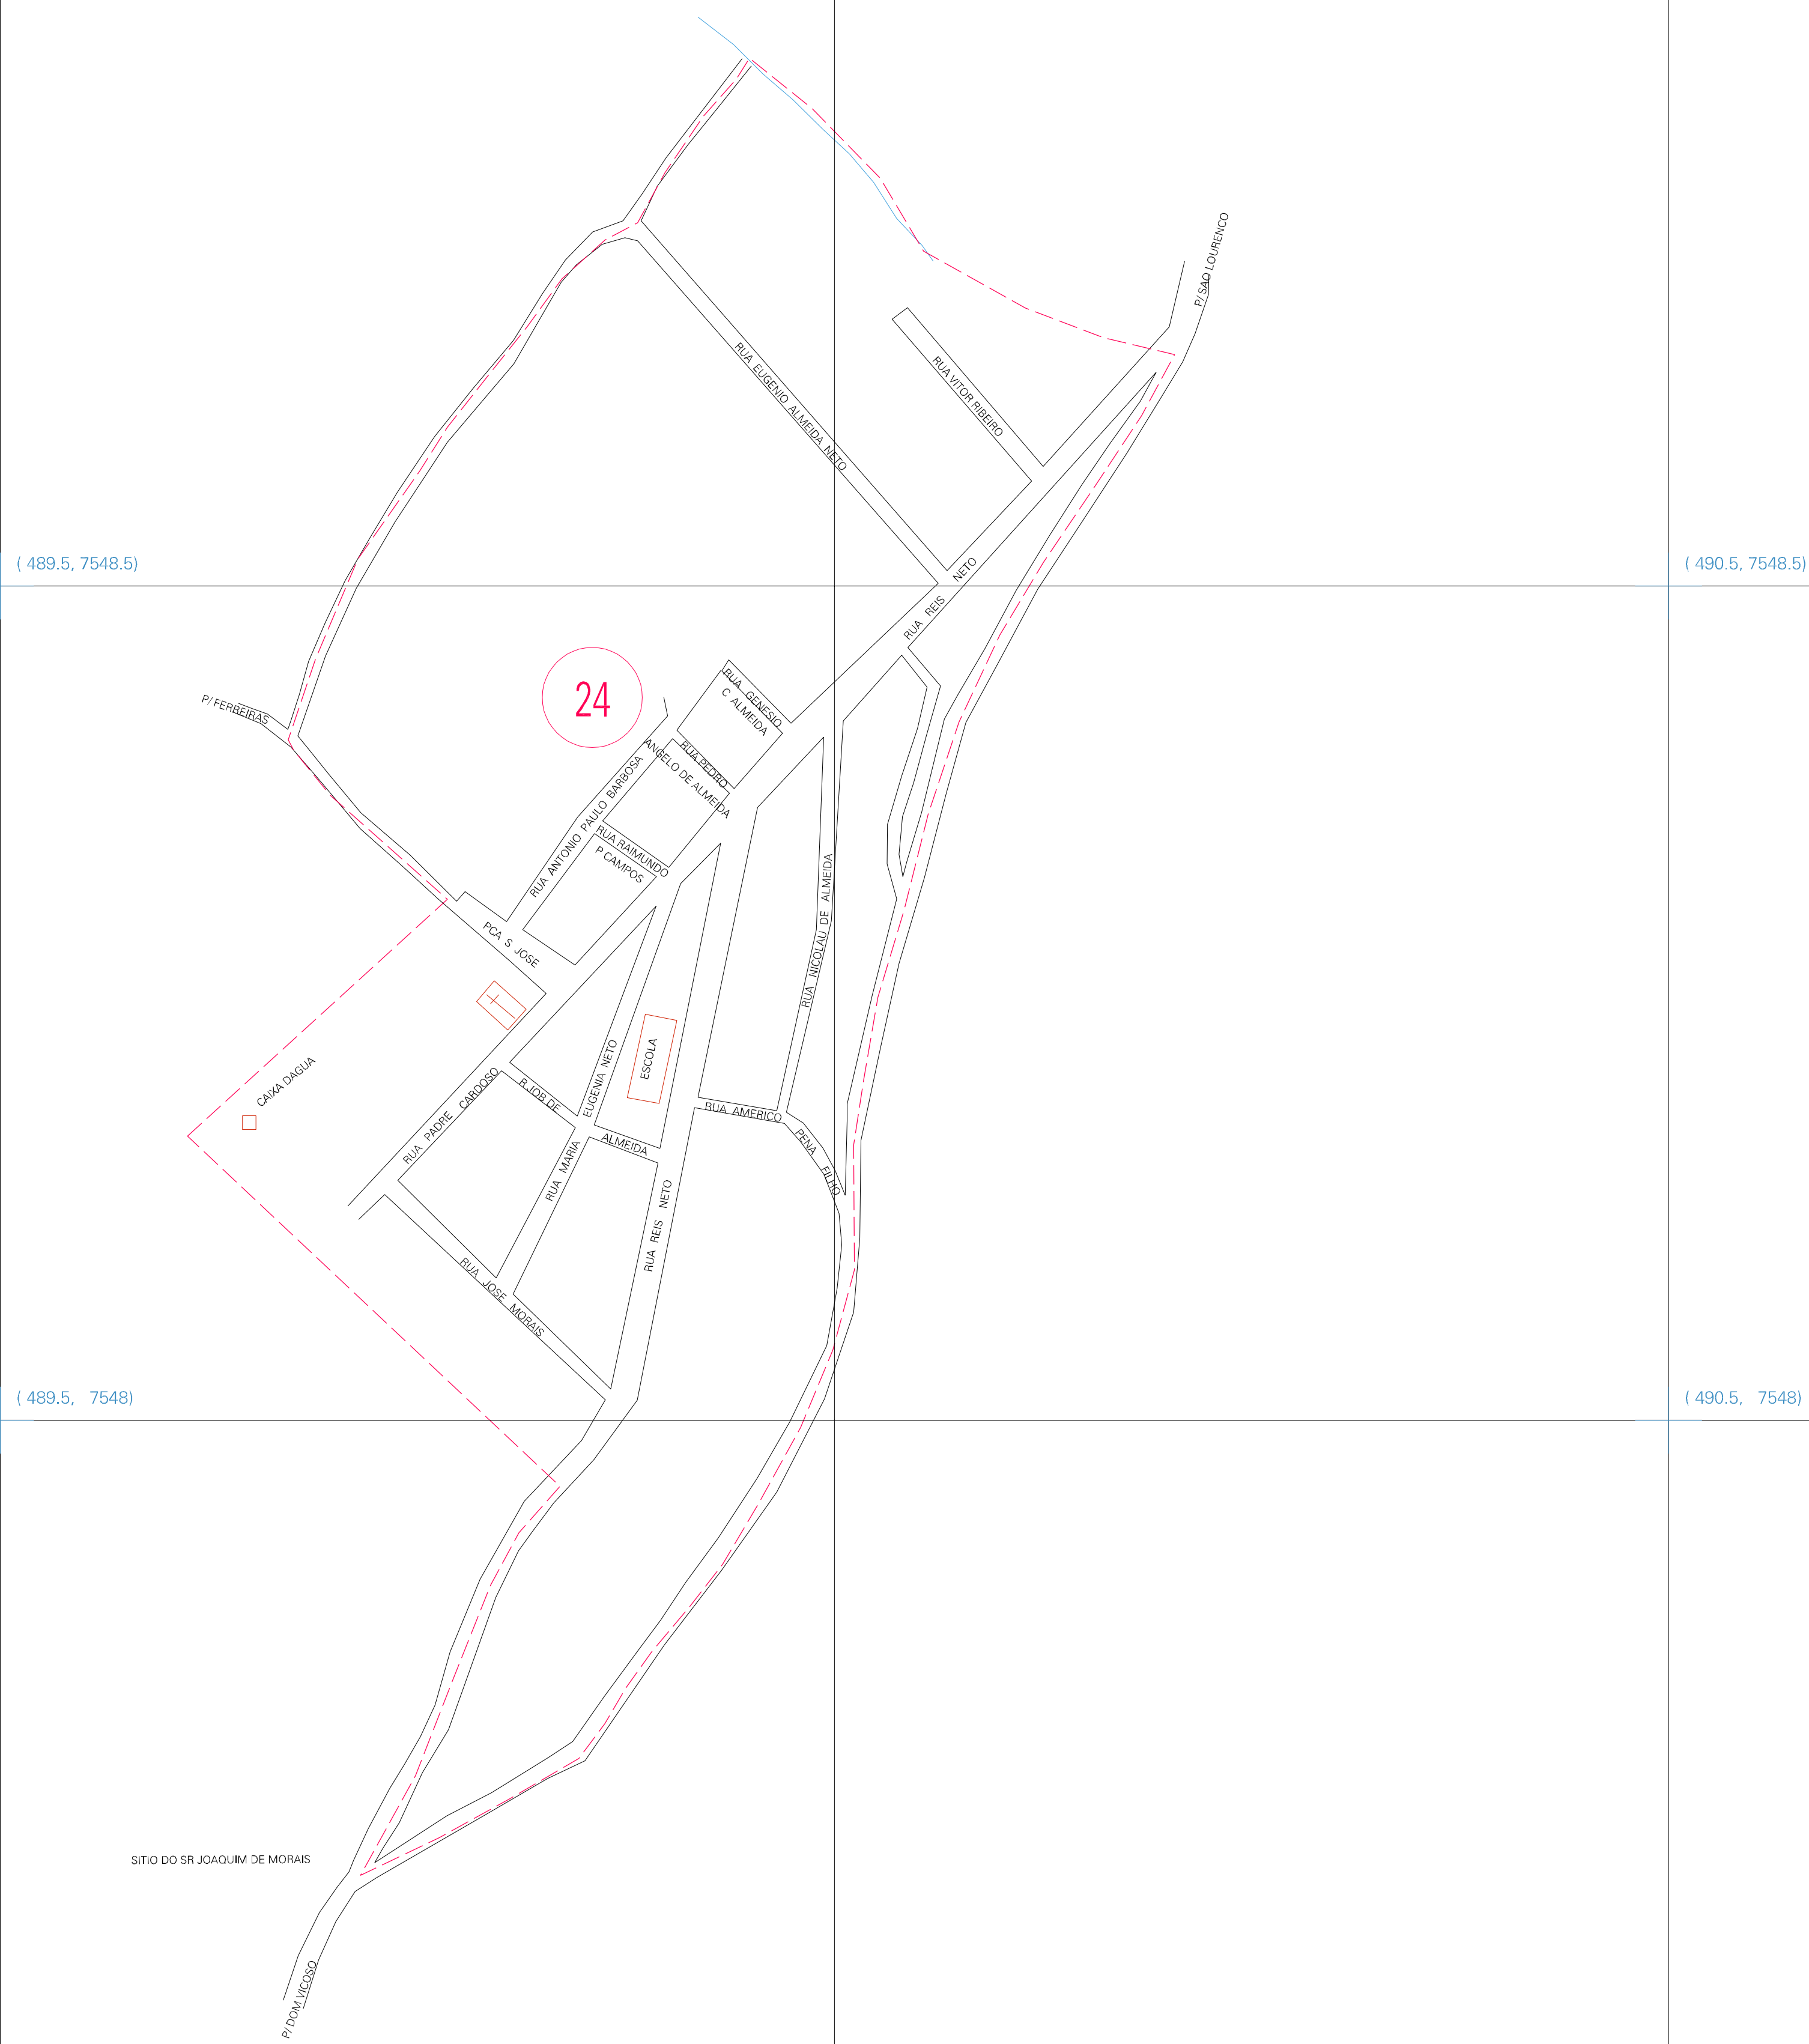 P/ SAO LOURENCO
RUA EUGENIO ALMEIDA NETO
RUA VITOR RIBEIRO
( 489.5, 7548.5)
( 490.5, 7548.5)
RUA REIS NETO
24
P/ FERREIRAS
RUA GENESIO
C ALMEIDA
RUA PEDRO
ANGELO DE ALMEIDA
RUA ANTONIO PAULO BARBOSA
RUA RAIMUNDO
P CAMPOS
RUA NICOLAU DE ALMEIDA
PCA S JOSE
ESCOLA
CAIXA DAGUA
RUA PADRE CARDOSO
R JOB DE
ALMEIDA
RUA MARIA EUGENIA NETO
RUA AMERICO PENA FILHO
RUA REIS NETO
RUA JOSE MORAIS
( 489.5, 7548)
( 490.5, 7548)
SITIO DO SR JOAQUIM DE MORAIS
P/ DOM VICOSO